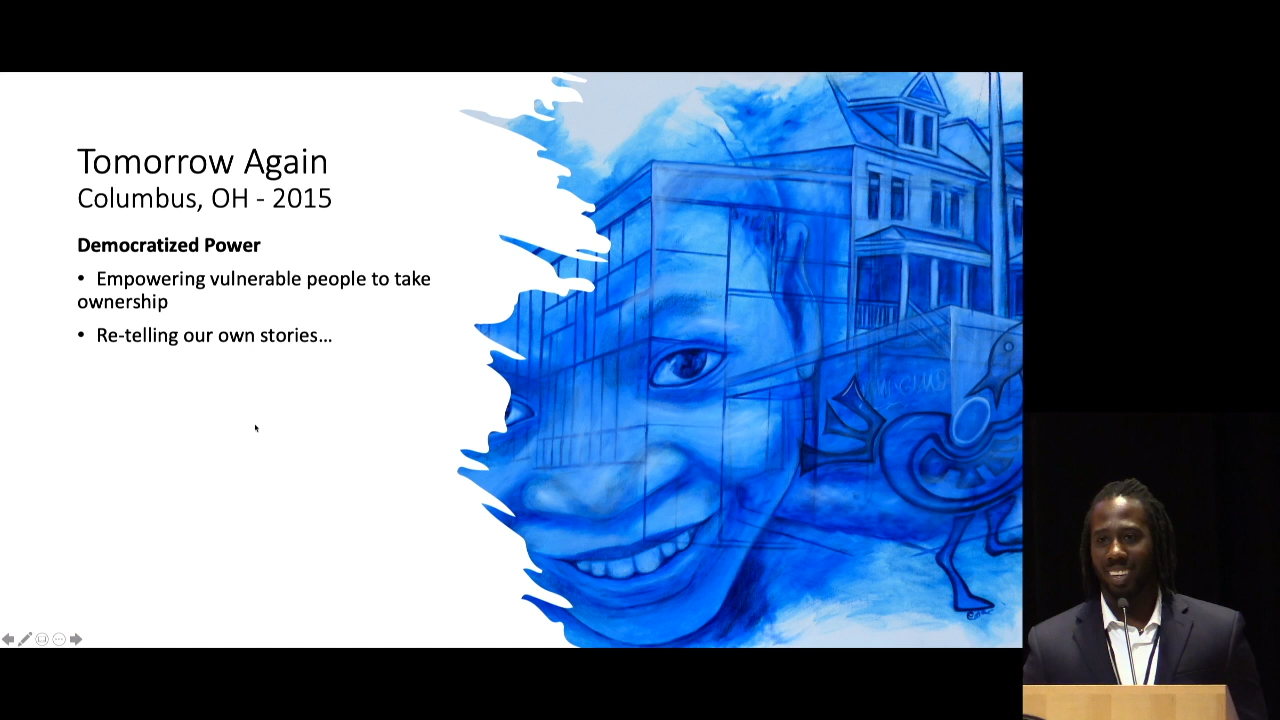 Tomorrow Again
Columbus, OH - 2015
Democratized Power
• Empowering vulnerable people to take
ownership
• Re-telling our own stories...